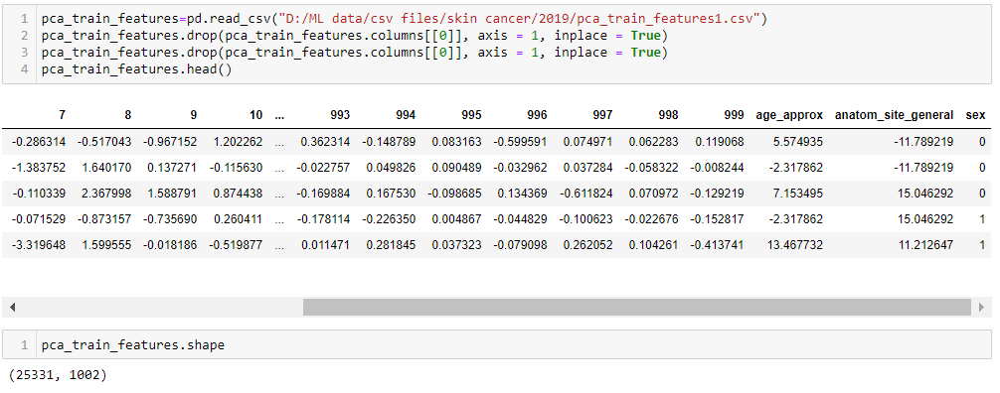 1 pca_train_features=pd.read_csv("D:/ML data/csv files/skin cancer/2019/pca_train_features1.csv")
2 pca_train_features.drop(pca_train_features.columns[[0]], axis = 1, inplace = True)
3 pca_train_features.drop(pca_train_features.columns[[0]], axis = 1, inplace = True)
4 pca_train_features.head()
7 8 9 10 ... 993 994 995 996 997 998 999 age_approx anatom_site_general sex
-0.286314 -0.517043 -0.967152 1.202262 ... 0.362314 -0.148789 0.083163 -0.599591 0.074971 0.062283 0.119068 5.574935 -11.789219 0
-1.383752 1.640170 0.137271 -0.115630 ... -0.022757 0.049826 0.090489 -0.032962 0.037284 -0.058322 -0.008244 -2.317862 -11.789219 0
-0.110339 2.367998 1.588791 0.874438 ... -0.169884 0.167530 -0.098685 0.134369 -0.611824 0.070972 -0.129219 7.153495 15.046292 0
-0.071529 -0.873157 -0.735690 0.260411 ... -0.178114 -0.226350 0.004867 -0.044829 -0.100623 -0.022676 -0.152817 -2.317862 15.046292 1
-3.319648 1.599555 -0.018186 -0.519877 ... 0.011471 0.281845 0.037323 -0.079098 0.262052 0.104261 -0.413741 13.467732 11.212647 1
1 pca_train_features.shape
(25331, 1002)